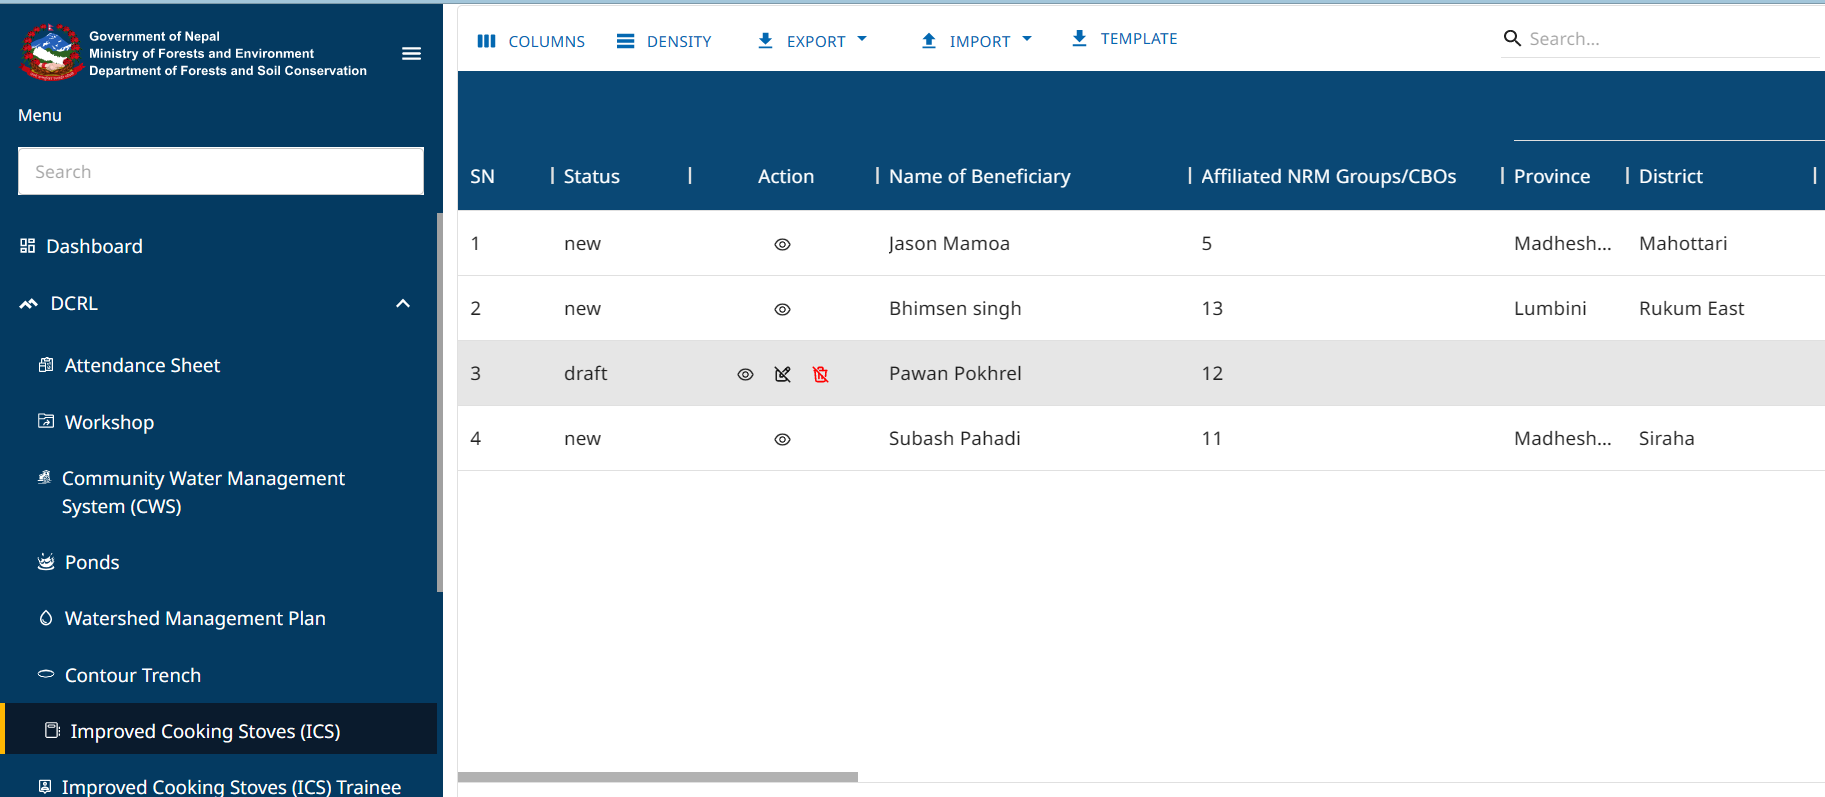 Government of Nepal
Ministry of Forests and Environment
Department of Forests and Soil Conservation
Menu
Search
Dashboard
DCRL
Attendance Sheet
Workshop
Community Water Management
System (CWS)
Ponds
Watershed Management Plan
Contour Trench
Improved Cooking Stoves (ICS)
Improved Cooking Stoves (ICS) Trainee
COLUMNS DENSITY EXPORT IMPORT TEMPLATE Search...
SN Status Action Name of Beneficiary Affiliated NRM Groups/CBOs Province District
1 new Jason Mamoa 5 Madhesh... Mahottari
2 new Bhimsen singh 13 Lumbini Rukum East
3 draft Pawan Pokhrel 12
4 new Subash Pahadi 11 Madhesh... Siraha